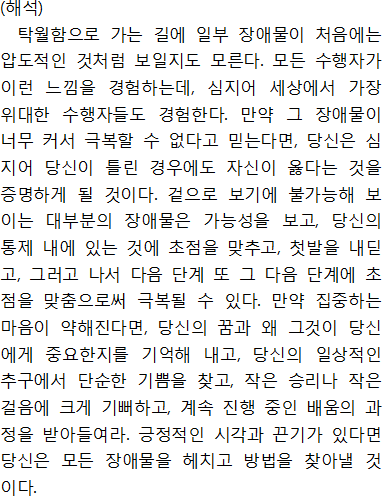 (해석)
탁월함으로 가는 길에 일부 장애물이 처음에는
압도적인 것처럼 보일지도 모른다. 모든 수행자가
이런 느낌을 경험하는데, 심지어 세상에서 가장
위대한 수행자들도 경험한다. 만약 그 장애물이
너무 커서 극복할 수 없다고 믿는다면, 당신은 심
지어 당신이 틀린 경우에도 자신이 옳다는 것을
증명하게 될 것이다. 겉으로 보기에 불가능해 보
이는 대부분의 장애물은 가능성을 보고, 당신의
통제 내에 있는 것에 초점을 맞추고, 첫발을 내딛
고, 그러고 나서 다음 단계 또 그 다음 단계에 초
점을 맞춤으로써 극복될 수 있다. 만약 집중하는
마음이 약해진다면, 당신의 꿈과 왜 그것이 당신
에게 중요한지를 기억해 내고, 당신의 일상적인
추구에서 단순한 기쁨을 찾고, 작은 승리나 작은
걸음에 크게 기뻐하고, 계속 진행 중인 배움의 과
정을 받아들여라. 긍정적인 시각과 끈기가 있다면
당신은 모든 장애물을 헤치고 방법을 찾아낼 것
이다.